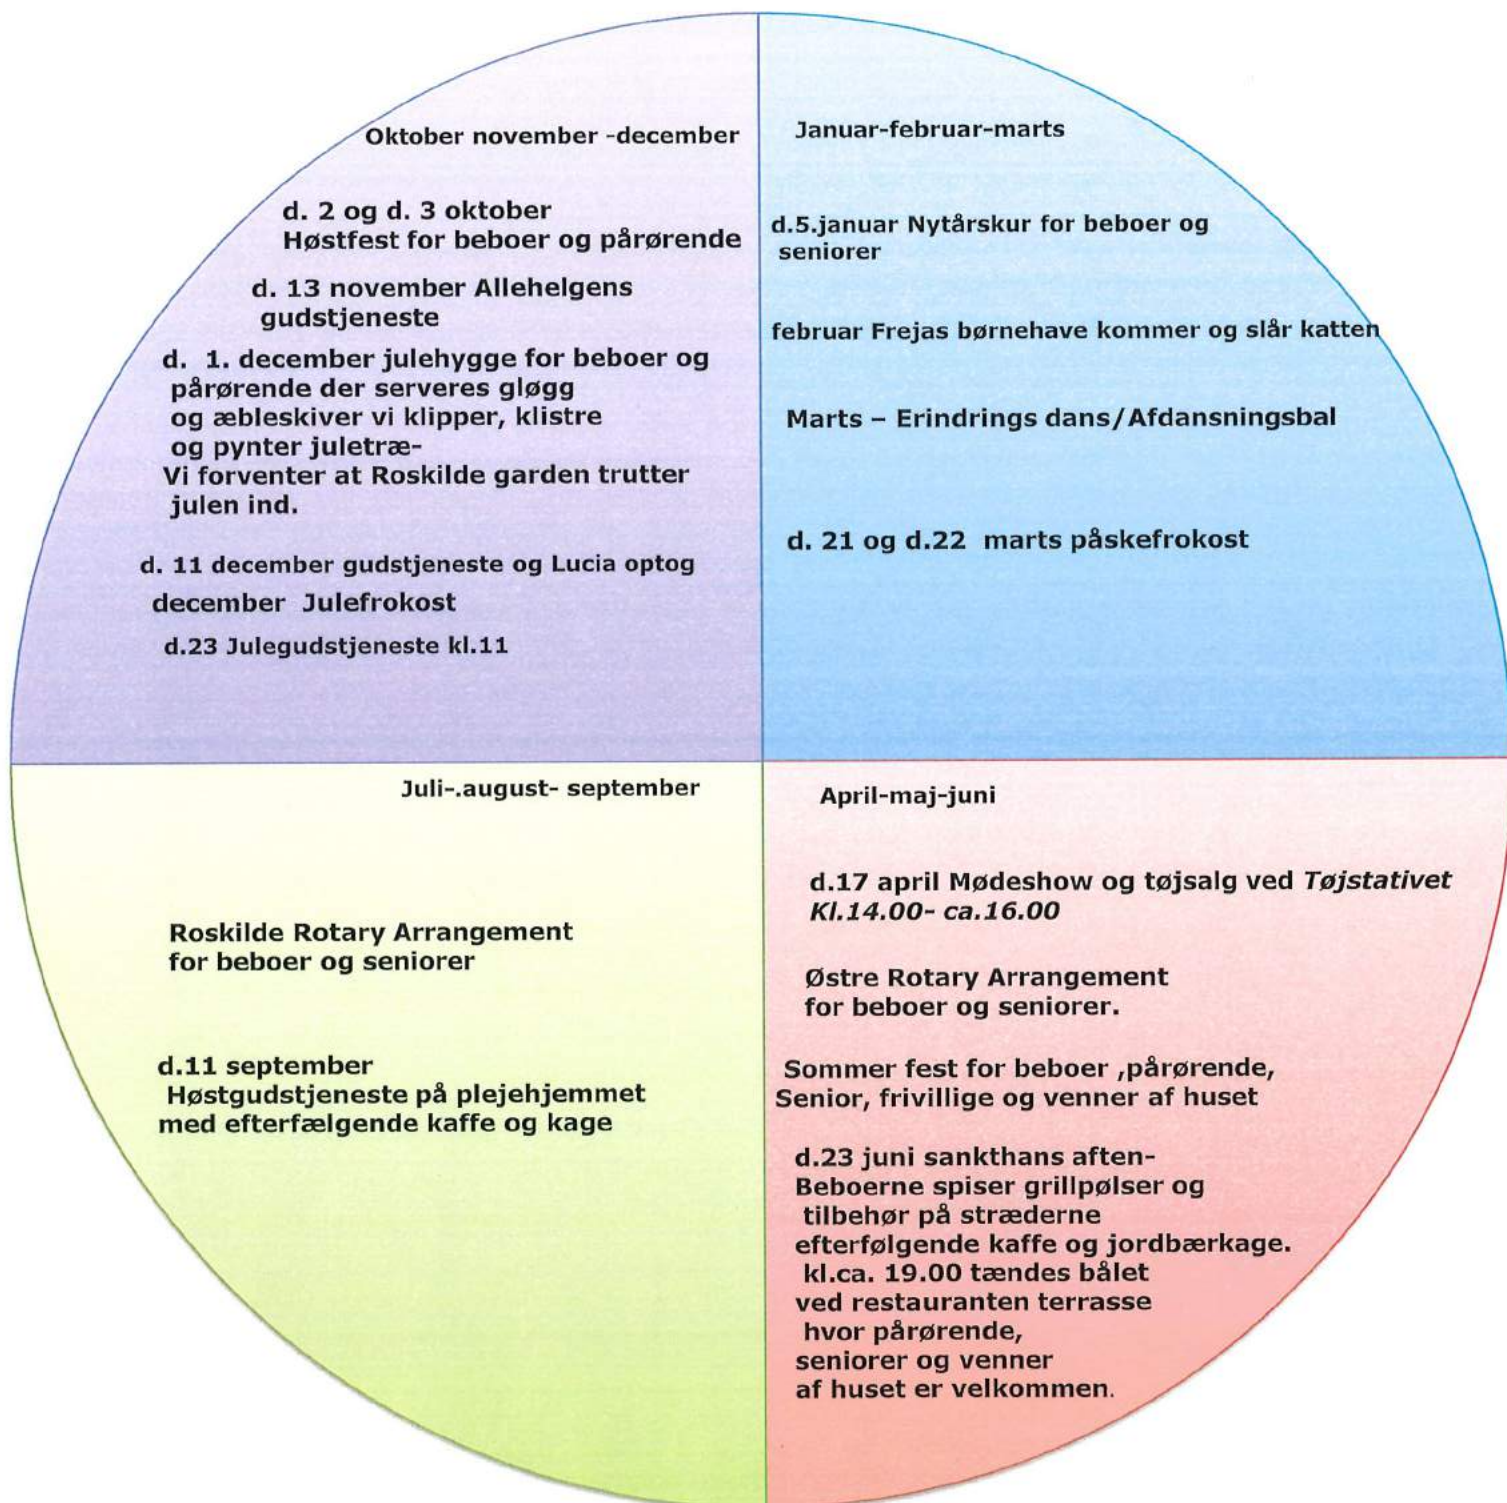 Oktober november -december
d. 2 og d. 3 oktober
Høstfest for beboer og pårørende
d. 13 november Allehelgens
gudstjeneste
d. 1. december julehygge for beboer og
pårørende der serveres gløgg
og æbleskiver vi klipper, klistre
og pynter juletræ-
Vi forventer at Roskilde garden trutter
julen ind.
d. 11 december gudstjeneste og Lucia optog
december Julefrokost
d.23 Julegudstjeneste kl.11
Januar-februar-marts
d.5.januar Nytårskur for beboer og
seniorer
februar Frejas børnehave kommer og slår katten
Marts – Erindrings dans/Afdansningsbal
d. 21 og d.22 marts påskefrokost
Juli-.august- september
Roskilde Rotary Arrangement
for beboer og seniorer
d.11 september
Høstgudstjeneste på plejehjemmet
med efterfælgende kaffe og kage
April-maj-juni
d.17 april Mødeshow og tøjsalg ved Tøjstativet
Kl.14.00- ca.16.00
Østre Rotary Arrangement
for beboer og seniorer.
Sommer fest for beboer ,pårørende,
Senior, frivillige og venner af huset
d.23 juni sankthans aften-
Beboerne spiser grillpølser og
tilbehør på stræderne
efterfølgende kaffe og jordbærkage.
kl.ca. 19.00 tændes bålet
ved restauranten terrasse
hvor pårørende,
seniorer og venner
af huset er velkommen.